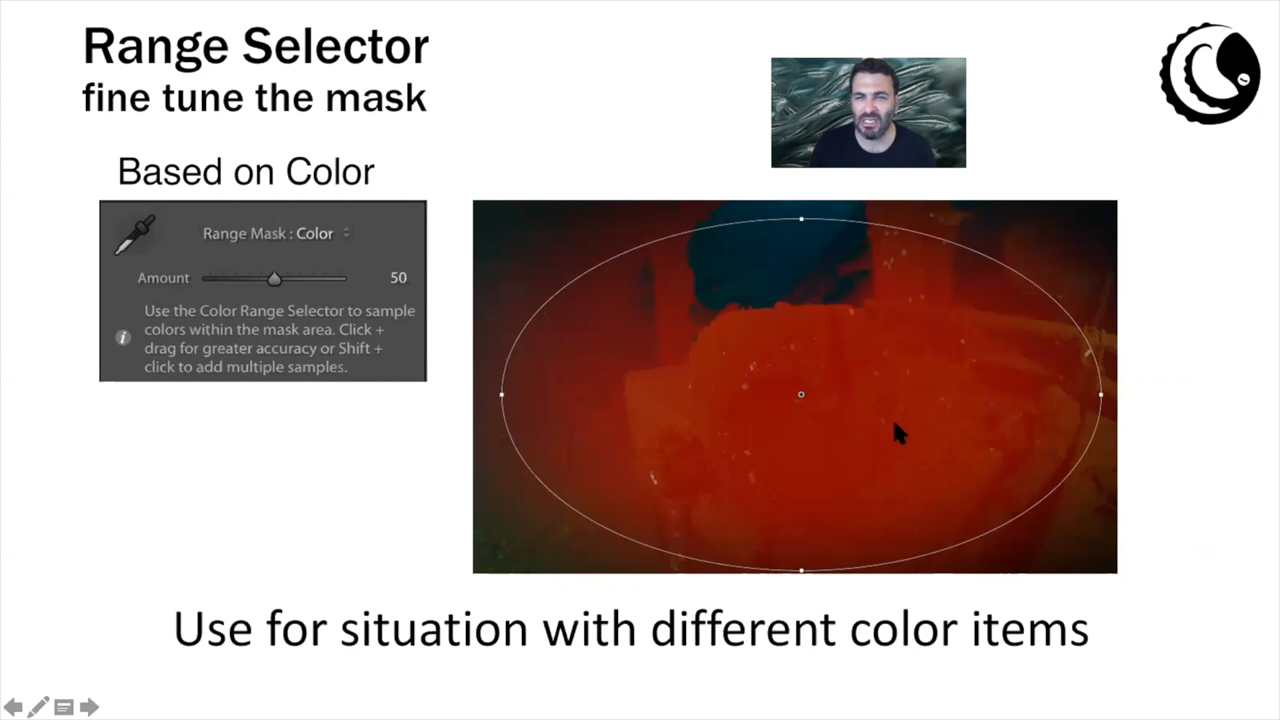 Range Selector
fine tune the mask
Based on Color
Range Mask : Color
Amount 50
Use the Color Range Selector to sample
colors within the mask area. Click +
drag for greater accuracy or Shift +
click to add multiple samples.
Use for situation with different color items